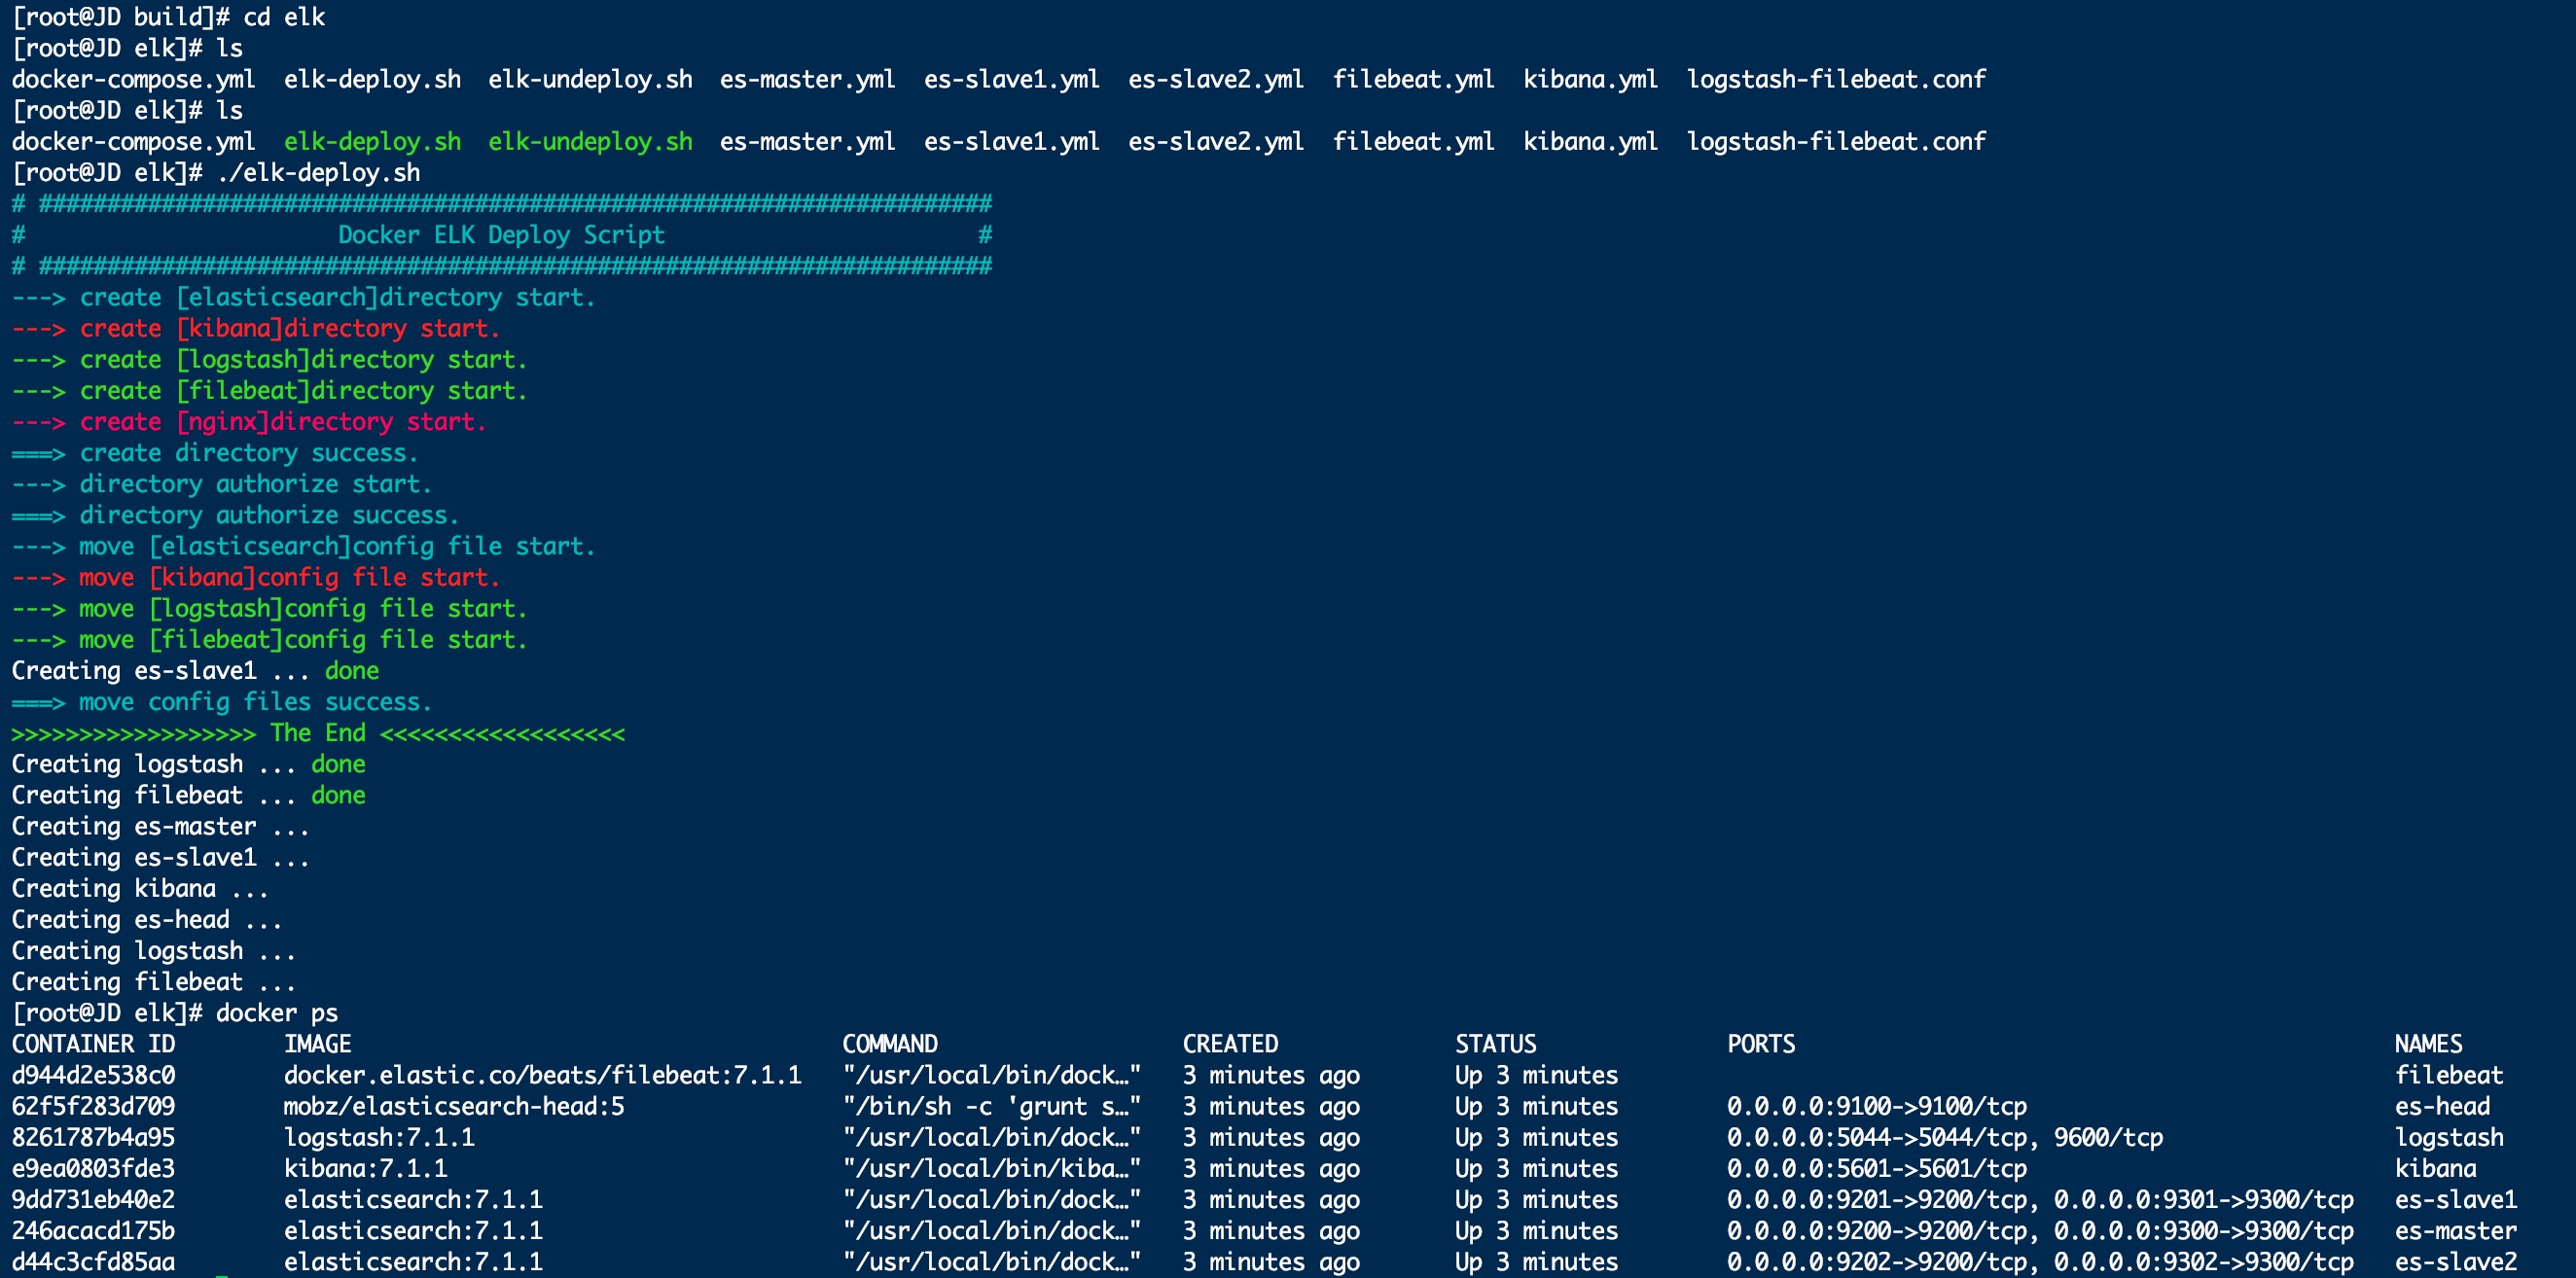 [root@JD build]# cd elk
[root@JD elk]# ls
docker-compose.yml  elk-deploy.sh  elk-undeploy.sh  es-master.yml  es-slave1.yml  es-slave2.yml  filebeat.yml  kibana.yml  logstash-filebeat.conf
[root@JD elk]# ls
docker-compose.yml  elk-deploy.sh  elk-undeploy.sh  es-master.yml  es-slave1.yml  es-slave2.yml  filebeat.yml  kibana.yml  logstash-filebeat.conf
[root@JD elk]# ./elk-deploy.sh
# ######################################################################
#                       Docker ELK Deploy Script                       #
# ######################################################################
---> create [elasticsearch]directory start.
---> create [kibana]directory start.
---> create [logstash]directory start.
---> create [filebeat]directory start.
---> create [nginx]directory start.
===> create directory success.
---> directory authorize start.
===> directory authorize success.
---> move [elasticsearch]config file start.
---> move [kibana]config file start.
---> move [logstash]config file start.
---> move [filebeat]config file start.
Creating es-slave1 ... done
===> move config files success.
>>>>>>>>>>>>>>>>>> The End <<<<<<<<<<<<<<<<<<
Creating logstash ... done
Creating filebeat ... done
Creating es-master ...
Creating es-slave1 ...
Creating kibana ...
Creating es-head ...
Creating logstash ...
Creating filebeat ...
[root@JD elk]# docker ps
CONTAINER ID        IMAGE                                    COMMAND                  CREATED             STATUS              PORTS                                            NAMES
d944d2e538c0        docker.elastic.co/beats/filebeat:7.1.1   "/usr/local/bin/dock…"   3 minutes ago       Up 3 minutes                                                         filebeat
62f5f283d709        mobz/elasticsearch-head:5                "/bin/sh -c 'grunt s…"   3 minutes ago       Up 3 minutes        0.0.0.0:9100->9100/tcp                           es-head
8261787b4a95        logstash:7.1.1                           "/usr/local/bin/dock…"   3 minutes ago       Up 3 minutes        0.0.0.0:5044->5044/tcp, 9600/tcp                 logstash
e9ea0803fde3        kibana:7.1.1                             "/usr/local/bin/kiba…"   3 minutes ago       Up 3 minutes        0.0.0.0:5601->5601/tcp                           kibana
9dd731eb40e2        elasticsearch:7.1.1                      "/usr/local/bin/dock…"   3 minutes ago       Up 3 minutes        0.0.0.0:9201->9200/tcp, 0.0.0.0:9301->9300/tcp   es-slave1
246acacd175b        elasticsearch:7.1.1                      "/usr/local/bin/dock…"   3 minutes ago       Up 3 minutes        0.0.0.0:9200->9200/tcp, 0.0.0.0:9300->9300/tcp   es-master
d44c3cfd85aa        elasticsearch:7.1.1                      "/usr/local/bin/dock…"   3 minutes ago       Up 3 minutes        0.0.0.0:9202->9200/tcp, 0.0.0.0:9302->9300/tcp   es-slave2